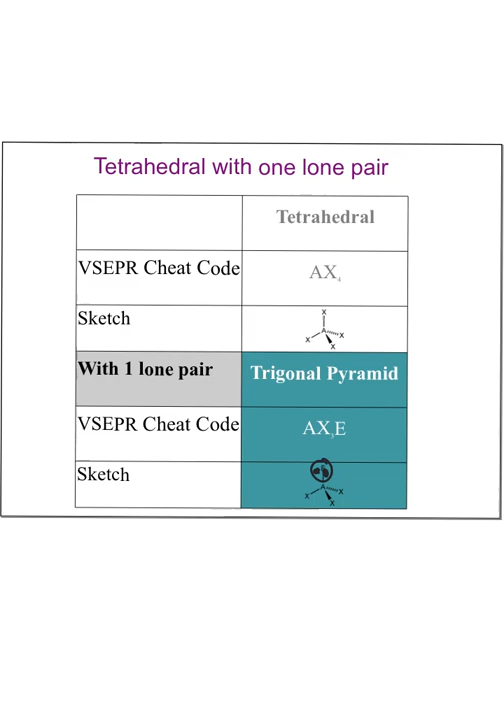 Tetrahedral with one lone pair
Tetrahedral
VSEPR Cheat Code
AX₄
Sketch
X
A
X
X
X
With 1 lone pair
Trigonal Pyramid
VSEPR Cheat Code
AX₃E
Sketch
A
X
X
X